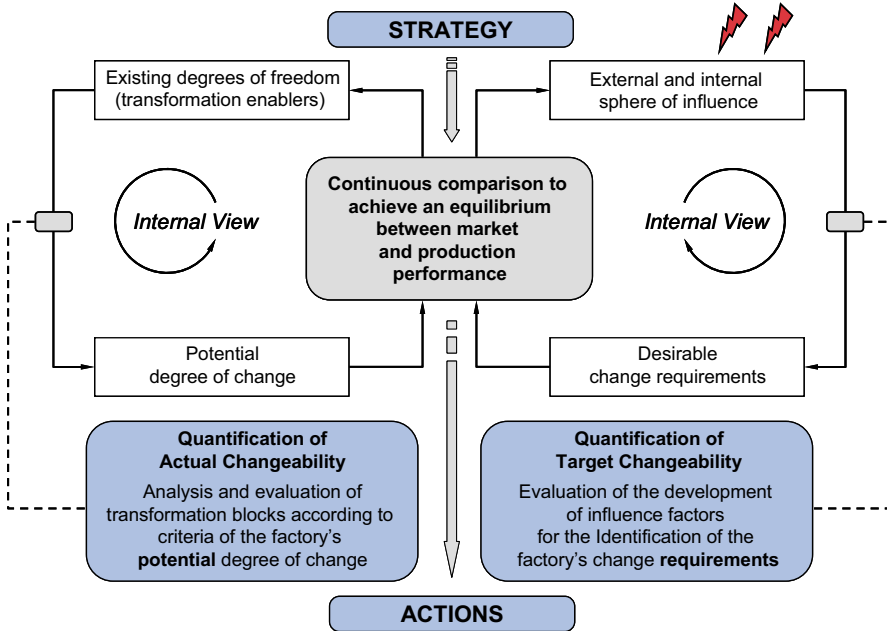 STRATEGY
Existing degrees of freedom
(transformation enablers)
External and internal
sphere of influence
Continuous comparison to
achieve an equilibrium
between market
and production
performance
Internal View
Internal View
Potential
degree of change
Desirable
change requirements
Quantification of
Actual Changeability
Analysis and evaluation of
transformation blocks according to
criteria of the factory's
potential degree of change
Quantification of
Target Changeability
Evaluation of the development
of influence factors
for the Identification of the
factory's change requirements
ACTIONS